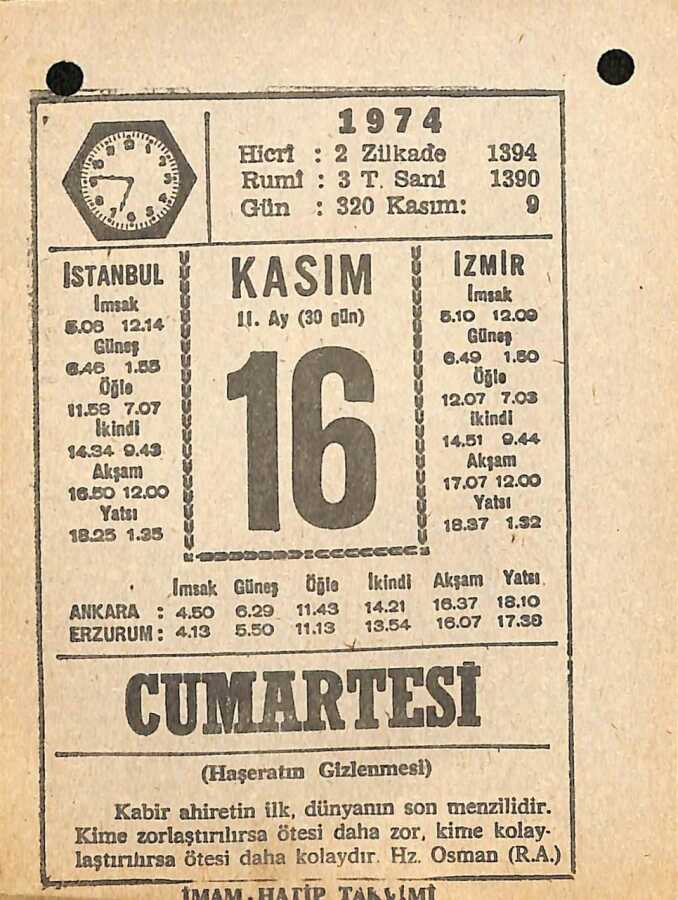 1974
Hicrî : 2 Zilkade 1394
Rumî : 3 T. Sani 1390
Gün : 320 Kasım: 9
İSTANBUL
İmsak
5.06 12.14
Güneş
6.46 1.55
Öğle
11.58 7.07
İkindi
14.34 9.43
Akşam
16.50 12.00
Yatsı
18.25 1.35
KASIM
11. Ay (30 gün)
16
İZMİR
İmsak
5.10 12.09
Güneş
6.49 1.50
Öğle
12.07 7.03
İkindi
14.51 9.44
Akşam
17.07 12.00
Yatsı
18.37 1.32
İmsak Güneş Öğle İkindi Akşam Yatsı
ANKARA : 4.50 6.29 11.43 14.21 16.37 18.10
ERZURUM : 4.13 5.50 11.13 13.54 16.07 17.38
CUMARTESİ
(Haşeratın Gizlenmesi)
Kabir ahiretin ilk, dünyanın son menzilidir.
Kime zorlaştırılırsa ötesi daha zor, kime kolay-
laştırılırsa ötesi daha kolaydır. Hz. Osman (R.A.)
İMAM-HATİP TAKVİMİ